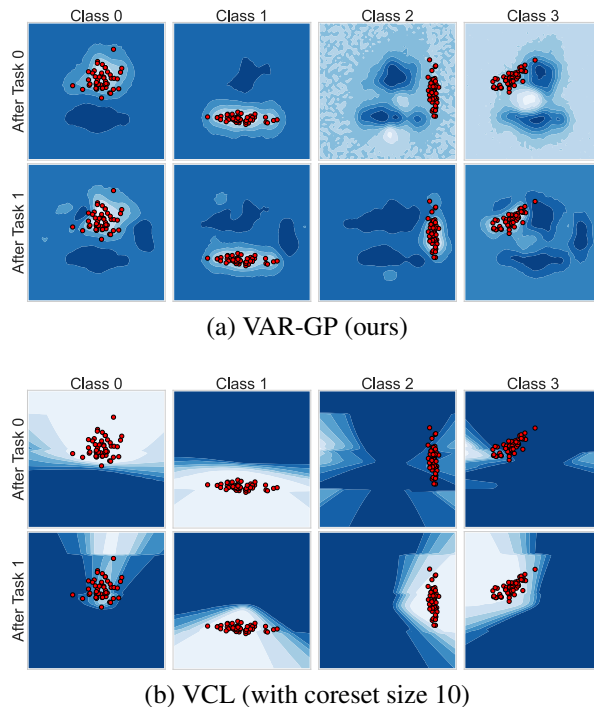 Class 0 Class 1 Class 2 Class 3
After Task 0
After Task 1
(a) VAR-GP (ours)
Class 0 Class 1 Class 2 Class 3
After Task 0
After Task 1
(b) VCL (with coreset size 10)